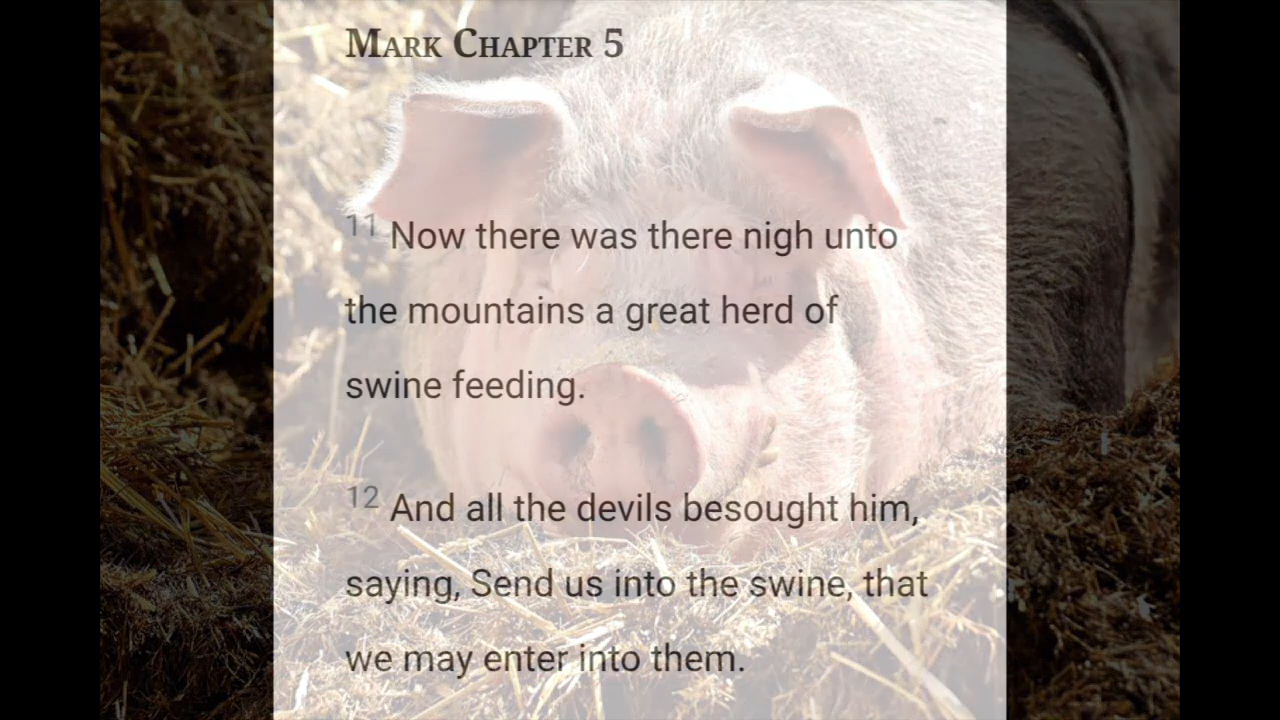 Mark Chapter 5
11 Now there was there nigh unto
the mountains a great herd of
swine feeding.
12 And all the devils besought him,
saying, Send us into the swine, that
we may enter into them.